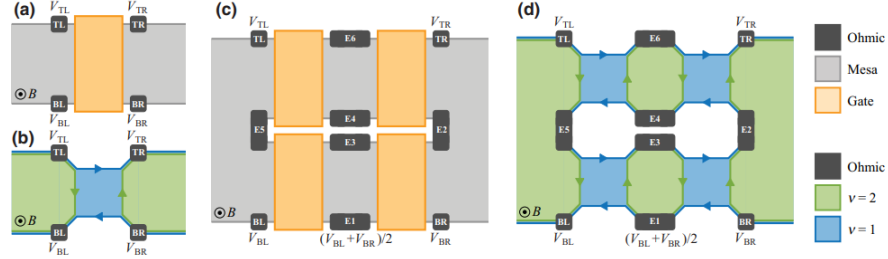 (a)
V_TL V_TR
TL TR
BL BR
⊙ B
V_BL V_BR
(b)
V_TL V_TR
TL TR
BL BR
⊙ B
V_BL V_BR
(c)
V_TL V_TR
TL E6 TR
E5 E4 E2
E3
BL E1 BR
⊙ B
V_BL (V_BL + V_BR)/2 V_BR
(d)
V_TL V_TR
TL E6 TR
E5 E4 E2
E3
BL E1 BR
⊙ B
V_BL (V_BL + V_BR)/2 V_BR
Ohmic
Mesa
Gate
Ohmic
ν = 2
ν = 1